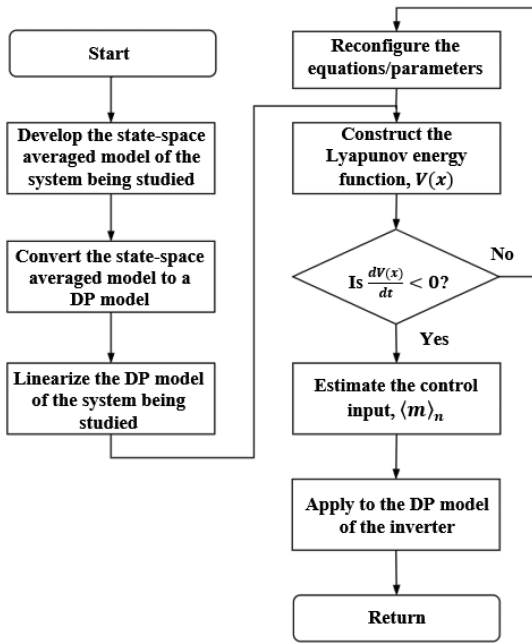 Start
Develop the state-space
averaged model of the
system being studied
Convert the state-space
averaged model to a
DP model
Linearize the DP model
of the system being
studied
Reconfigure the
equations/parameters
Construct the
Lyapunov energy
function, V(x)
Is dV(x)/dt < 0?
No
Yes
Estimate the control
input, ⟨m⟩ₙ
Apply to the DP model
of the inverter
Return